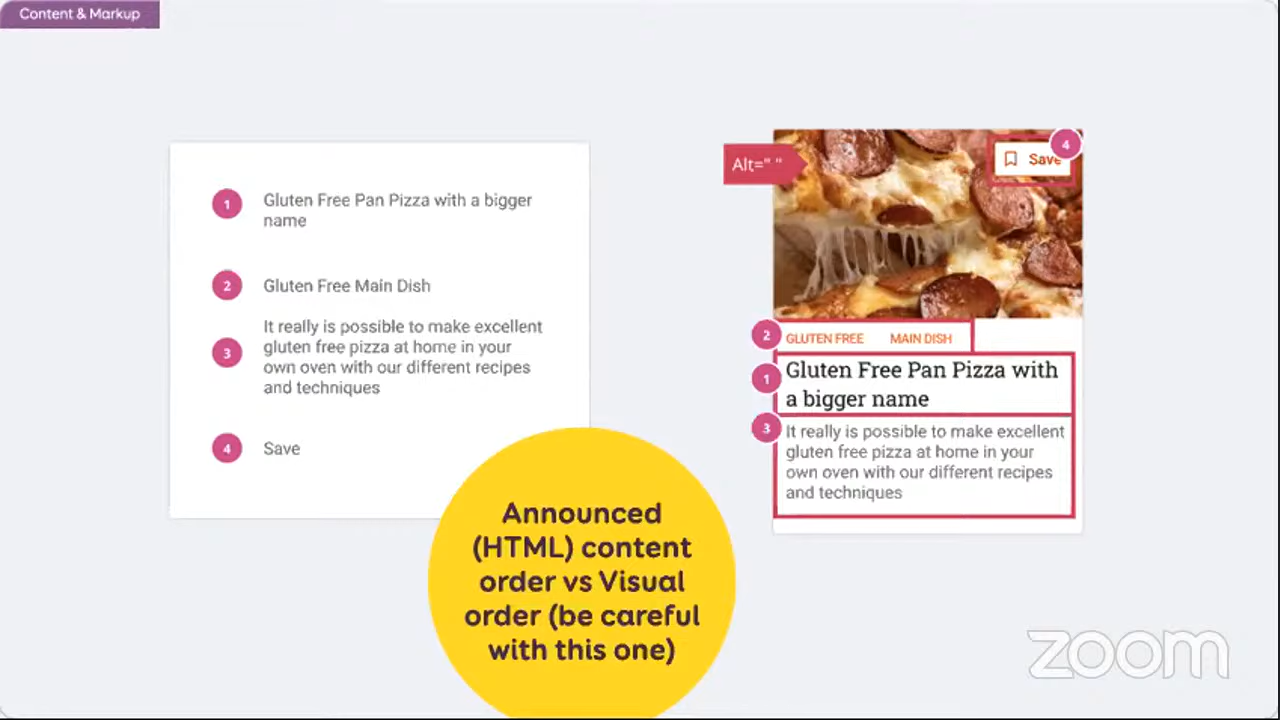 Content & Markup
1
Gluten Free Pan Pizza with a bigger
name
2
Gluten Free Main Dish
3
It really is possible to make excellent
gluten free pizza at home in your
own oven with our different recipes
and techniques
4
Save
Alt=" "
4
Save
2
GLUTEN FREE MAIN DISH
1
Gluten Free Pan Pizza with
a bigger name
3
It really is possible to make excellent
gluten free pizza at home in your
own oven with our different recipes
and techniques
Announced
(HTML) content
order vs Visual
order (be careful
with this one)
zoom